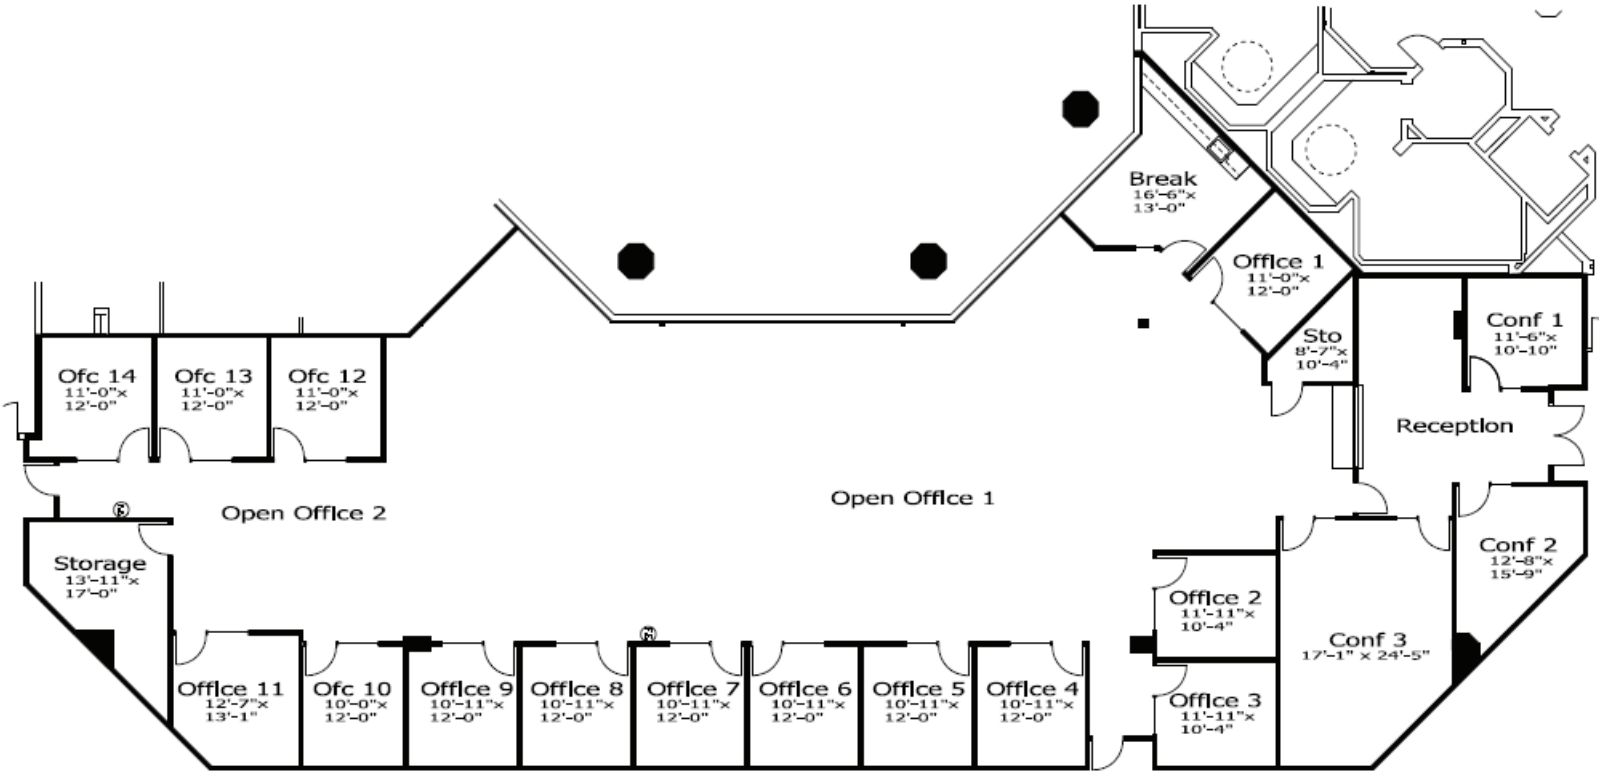 Break
16'-6"x
13'-0"
Office 1
11'-0"x
12'-0"
Sto
8'-7"x
10'-4"
Conf 1
11'-6"x
10'-10"
Ofc 14
11'-0"x
12'-0"
Ofc 13
11'-0"x
12'-0"
Ofc 12
11'-0"x
12'-0"
Reception
Open Office 1
Open Office 2
Conf 2
12'-8"x
15'-9"
Storage
13'-11"x
17'-0"
Office 2
11'-11"x
10'-4"
Conf 3
17'-1" x 24'-5"
Office 11
12'-7"x
13'-1"
Ofc 10
10'-0"x
12'-0"
Office 9
10'-11"x
12'-0"
Office 8
10'-11"x
12'-0"
Office 7
10'-11"x
12'-0"
Office 6
10'-11"x
12'-0"
Office 5
10'-11"x
12'-0"
Office 4
10'-11"x
12'-0"
Office 3
11'-11"x
10'-4"